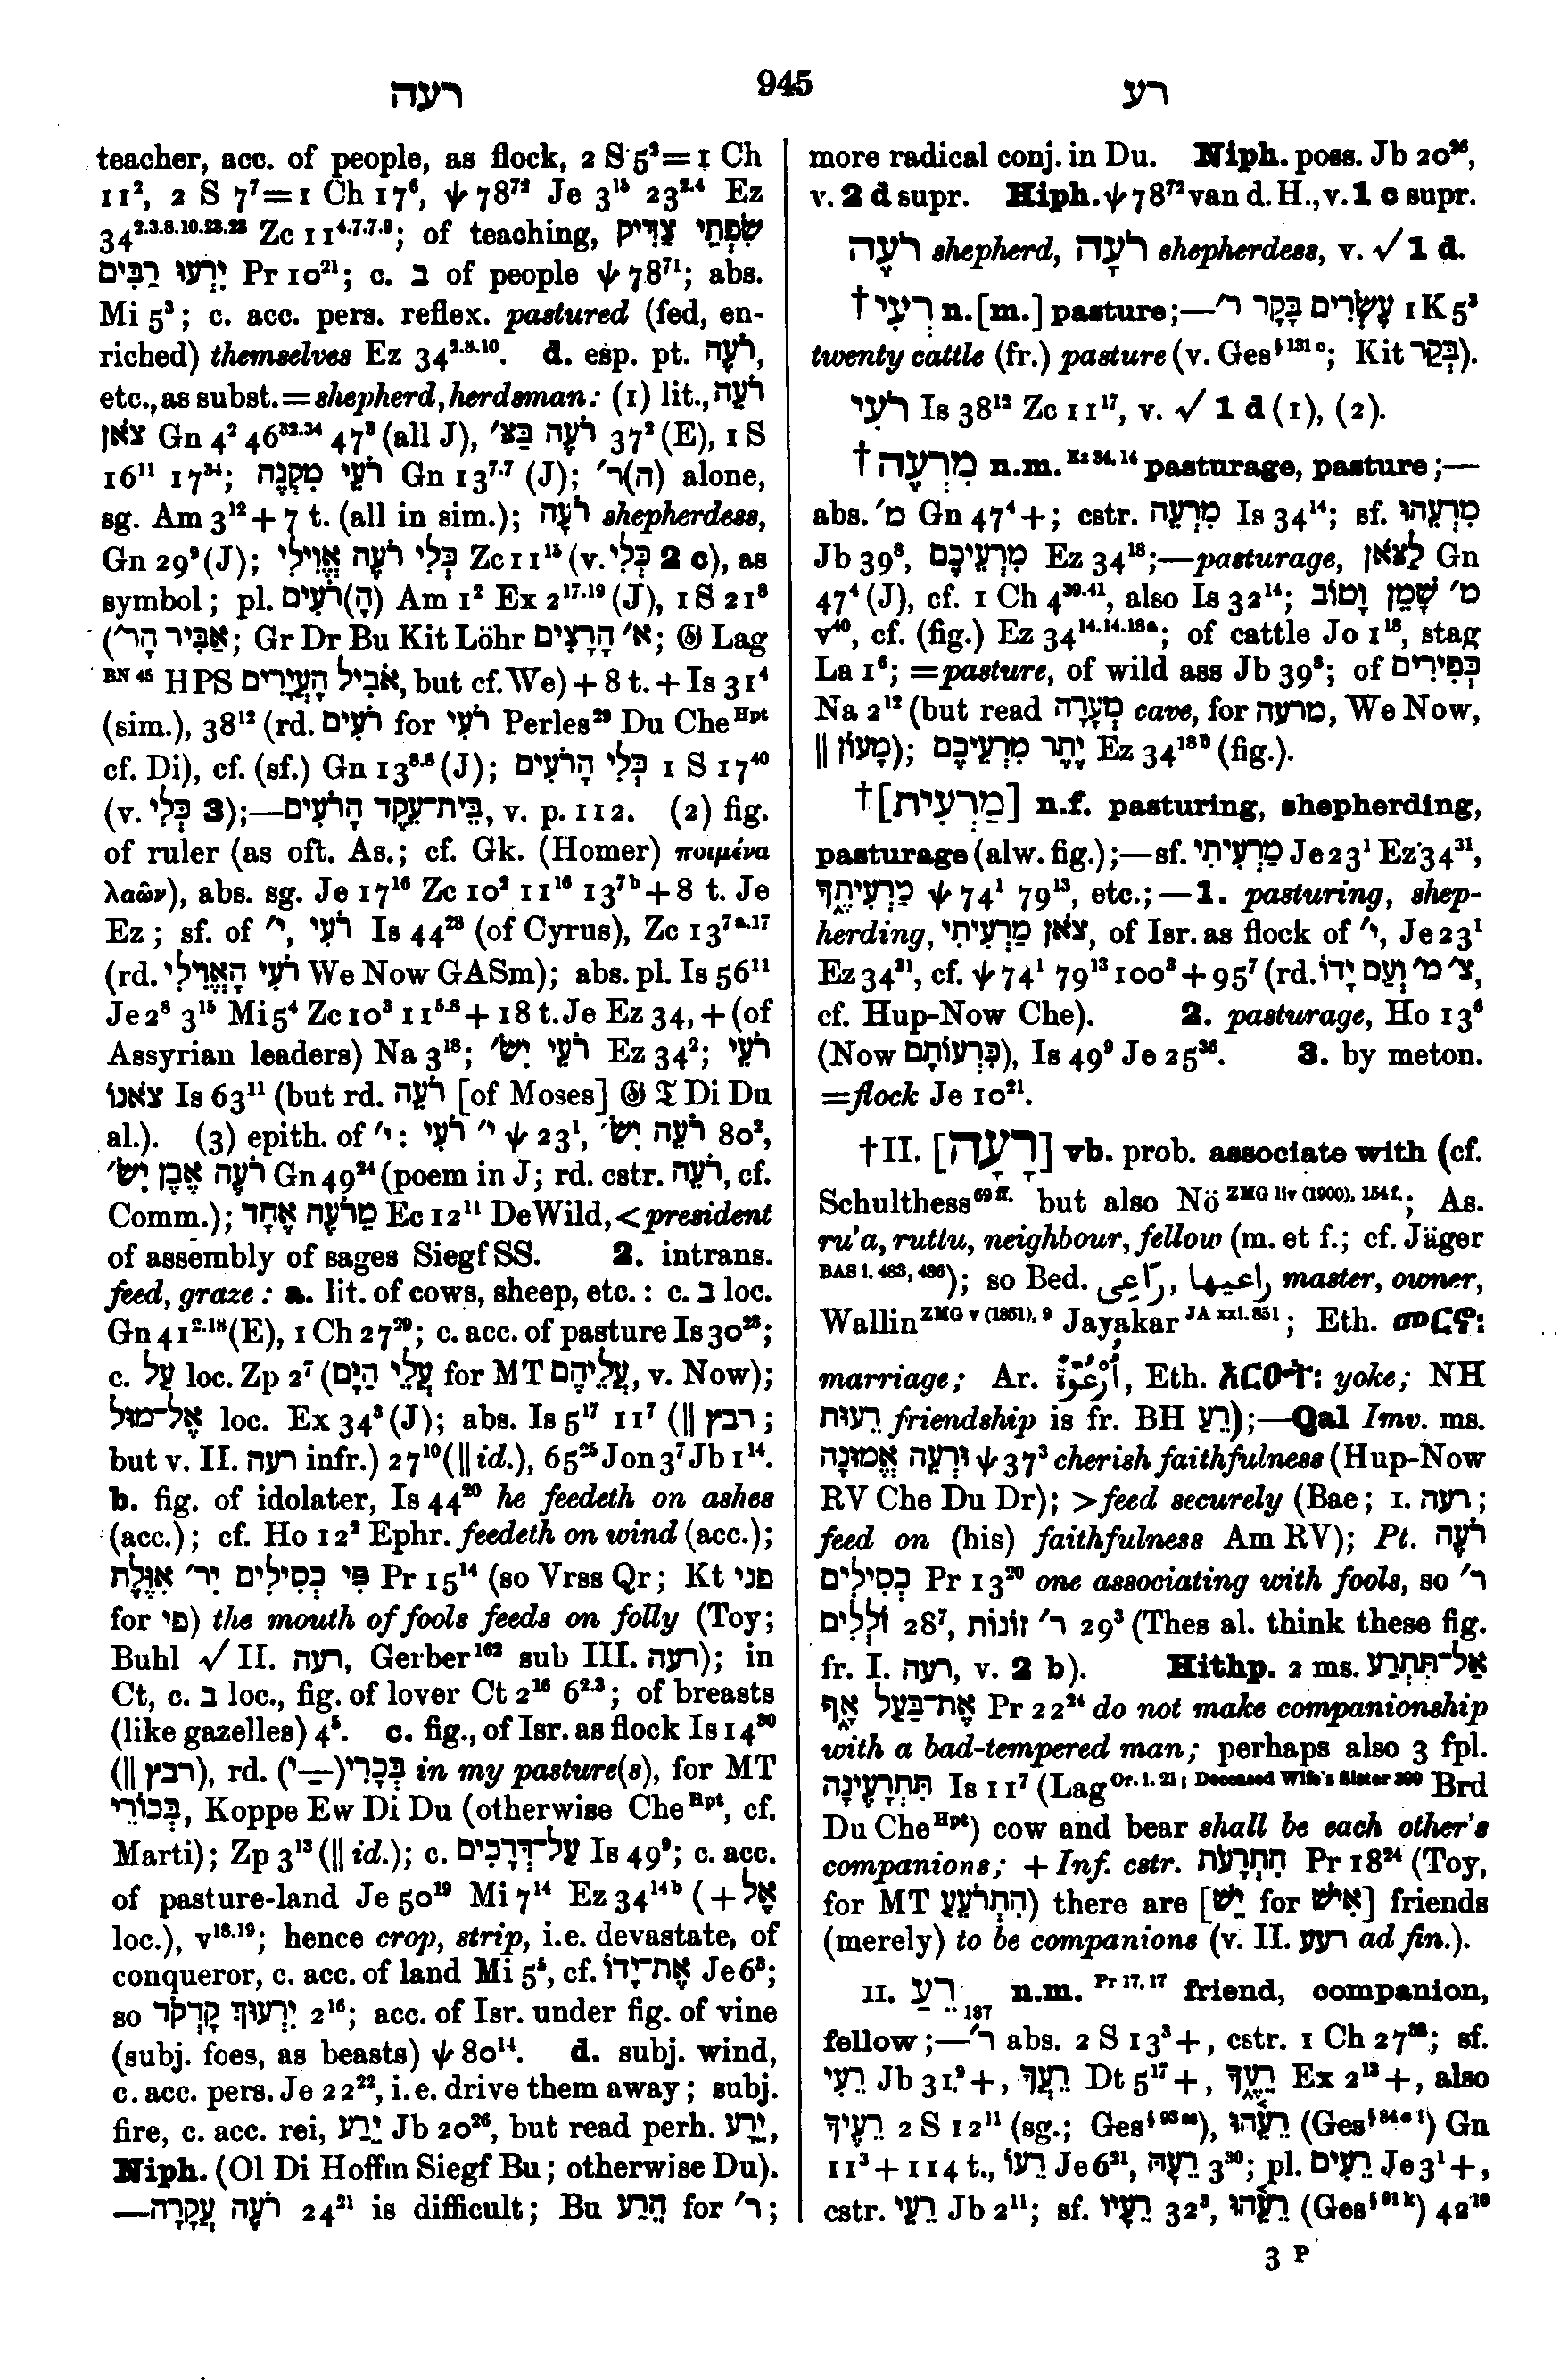 רעה
945
רע
teacher, acc. of people, as flock, 2 S 5²=1 Ch
11², 2 S 7⁷=1 Ch 17⁶, ψ 78⁷² Je 3¹⁵ 23²·⁴ Ez
34²·³·⁸·¹⁰·²³·²³ Zc 11⁴·⁷·⁷·⁹; of teaching, שִׂפְתֵי צַדִּיק
יִרְעוּ רַבִּים Pr 10²¹; c. ב of people ψ 78⁷¹; abs.
Mi 5³; c. acc. pers. reflex. pastured (fed, en-
riched) themselves Ez 34²·⁸·¹⁰. d. esp. pt. רֹעֶה,
etc., as subst.=shepherd, herdsman: (1) lit., רֹעֵה
צֹאן Gn 4² 46³²·³⁴ 47³ (all J), רֹעֶה בַּצּ׳ 37² (E), 1 S
16¹¹ 17³⁴; רֹעֵי מִקְנֶה Gn 13⁷·⁷ (J); ר׳(ה) alone,
sg. Am 3¹²+7 t. (all in sim.); רֹעָה shepherdess,
Gn 29⁹ (J); כְּלִי רֹעֶה אֱוִילִי Zc 11¹⁵ (v. כְּלִי 2 c), as
symbol; pl. רֹעִים(הָ) Am 1² Ex 2¹⁷·¹⁹ (J), 1 S 21⁸
(אַבִּיר הָר׳; Gr Dr Bu Kit Löhr א׳ הָרָצִים; 𝔊 Lag
BN 45 HPS אֹבִיל הָעֲיָרִים, but cf. We)+8 t.+Is 31⁴
(sim.), 38¹² (rd. רֹעִים for רֹעִי Perles²⁹ Du Che Hpt
cf. Di), cf. (sf.) Gn 13⁸·⁸ (J); כְּלִי הָרֹעִים 1 S 17⁴⁰
(v. כְּלִי 3);—בֵּית־עֵקֶד הָרֹעִים, v. p. 112. (2) fig.
of ruler (as oft. As.; cf. Gk. (Homer) ποιμένα
λαῶν), abs. sg. Je 17¹⁶ Zc 10² 11¹⁶ 13⁷ᵇ+8 t. Je
Ez; sf. of י׳, רֹעִי Is 44²⁸ (of Cyrus), Zc 13⁷ᵃ·¹⁷
(rd. רֹעִי הָאֱוִילִי We Now GASm); abs. pl. Is 56¹¹
Je 2⁸ 3¹⁵ Mi 5⁴ Zc 10³ 11⁵·⁸+18 t. Je Ez 34, +(of
Assyrian leaders) Na 3¹⁸; רֹעֵי יִשׂ׳ Ez 34²; רֹעֵי
צֹאנוֹ Is 63¹¹ (but rd. רֹעֵה [of Moses] 𝔊 𝔗 Di Du
al.). (3) epith. of י׳: י׳ רֹעִי ψ 23¹, רֹעֵה יִשׂ׳ 80²,
רֹעֶה אֶבֶן יִשׂ׳ Gn 49²⁴ (poem in J; rd. cstr. רֹעֵה, cf.
Comm.); מֵרֹעֶה אֶחָד Ec 12¹¹ DeWild, <president
of assembly of sages Siegf SS. 2. intrans.
feed, graze: a. lit. of cows, sheep, etc.: c. ב loc.
Gn 41²·¹⁸ (E), 1 Ch 27²⁹; c. acc. of pasture Is 30²³;
c. עַל loc. Zp 2⁷ (עֲלֵי הַיָּם for MT עֲלֵיהֶם, v. Now);
אֶל־מוּל loc. Ex 34³ (J); abs. Is 5¹⁷ 11⁷ (‖ רבץ;
but v. II. רעה infr.) 27¹⁰ (‖ id.), 65²⁵ Jon 3⁷ Jb 1¹⁴.
b. fig. of idolater, Is 44²⁰ he feedeth on ashes
(acc.); cf. Ho 12² Ephr. feedeth on wind (acc.);
פִּי כְסִילִים יִר׳ אִוֶּלֶת Pr 15¹⁴ (so Vrss Qr; Kt פני
for פי) the mouth of fools feeds on folly (Toy;
Buhl √ II. רעה, Gerber¹⁶² sub III. רעה); in
Ct, c. ב loc., fig. of lover Ct 2¹⁶ 6²·³; of breasts
(like gazelles) 4⁵. c. fig., of Isr. as flock Is 14³⁰
(‖ רבץ), rd. בְּכָרִי(—ַי) in my pasture(s), for MT
בְּכוֹרֵי, Koppe Ew Di Du (otherwise Che Hpt, cf.
Marti); Zp 3¹³ (‖ id.); c. עַל־דְּרָכִים Is 49⁹; c. acc.
of pasture-land Je 50¹⁹ Mi 7¹⁴ Ez 34¹⁴ᵇ (+אֶל
loc.), v¹⁸·¹⁹; hence crop, strip, i.e. devastate, of
conqueror, c. acc. of land Mi 5⁵, cf. אֶת־יָדוֹ Je 6³;
so יִרְעוּךְ קָדְקֹד 2¹⁶; acc. of Isr. under fig. of vine
(subj. foes, as beasts) ψ 80¹⁴. d. subj. wind,
c. acc. pers. Je 22²², i.e. drive them away; subj.
fire, c. acc. rei, יֵרַע Jb 20²⁶, but read perh. יֵרָע,
Niph. (Ol Di Hoffm Siegf Bu; otherwise Du).
—רֹעֶה עֲקָרָה 24²¹ is difficult; Bu הֵרַע for ר׳;
more radical conj. in Du. Niph. poss. Jb 20²⁶,
v. 2 d supr. Hiph. ψ 78⁷² van d. H., v. 1 c supr.
רֹעֶה shepherd, רֹעָה shepherdess, v. √ 1 d.
†רְעִי n.[m.] pasture;—עֶשְׂרִים בָּקָר ר׳ 1 K 5³
twenty cattle (fr.) pasture (v. Ges§131c; Kit בְּקַר).
רֹעִי Is 38¹² Zc 11¹⁷, v. √ 1 d (1), (2).
†מִרְעֶה n.m. Ez 34, 14 pasturage, pasture;—
abs. מ׳ Gn 47⁴+; cstr. מִרְעֵה Is 34¹⁴; sf. מִרְעֵהוּ
Jb 39⁸, מִרְעֵיכֶם Ez 34¹⁸;—pasturage, לַצֹּאן Gn
47⁴ (J), cf. 1 Ch 4³⁹·⁴¹, also Is 32¹⁴; מ׳ שָׁמֵן וָטוֹב
v⁴⁰, cf. (fig.) Ez 34¹⁴·¹⁴·¹⁸ᵃ; of cattle Jo 1¹⁸, stag
La 1⁶; =pasture, of wild ass Jb 39⁸; of כְּפִירִים
Na 2¹² (but read מְעָרָה cave, for מרעה, We Now,
‖ מָעוֹן); יֶתֶר מִרְעֵיכֶם Ez 34¹⁸ᵇ (fig.).
†[מַרְעִית] n.f. pasturing, shepherding,
pasturage (alw. fig.);—sf. מַרְעִיתִי Je 23¹ Ez 34³¹,
מַרְעִיתֶךָ ψ 74¹ 79¹³, etc.;—1. pasturing, shep-
herding, צֹאן מַרְעִיתִי, of Isr. as flock of י׳, Je 23¹
Ez 34³¹, cf. ψ 74¹ 79¹³ 100³+95⁷ (rd. צ׳ מ׳ וְעַם יָדוֹ,
cf. Hup-Now Che). 2. pasturage, Ho 13⁶
(Now כִּרְעוֹתָם), Is 49⁹ Je 25³⁶. 3. by meton.
=flock Je 10²¹.
†II. [רָעָה] vb. prob. associate with (cf.
Schulthess⁶⁹ ff. but also Nö ZMG liv (1900), 154 f.; As.
ru'a, ruttu, neighbour, fellow (m. et f.; cf. Jäger
BAS i. 483, 496); so Bed. رَاعِى, راعيها master, owner,
Wallin ZMG v (1851), 9 Jayakar JA xxi. 851; Eth. መርዓ:
marriage; Ar. أُرْعُوَّةٌ, Eth. አርዑት: yoke; NH
רֵעוּת friendship is fr. BH רֵעַ);—Qal Imv. ms.
וּרְעֵה אֱמוּנָה ψ 37³ cherish faithfulness (Hup-Now
RV Che Du Dr); >feed securely (Bae; I. רעה;
feed on (his) faithfulness Am RV); Pt. רֹעֶה
כְסִילִים Pr 13²⁰ one associating with fools, so ר׳
זוֹלְלִים 28⁷, ר׳ זוֹנוֹת 29³ (Thes al. think these fig.
fr. I. רעה, v. 2 b). Hithp. 2 ms. אַל־תִּתְרַע
אֶת־בַּעַל אָף Pr 22²⁴ do not make companionship
with a bad-tempered man; perhaps also 3 fpl.
תִּתְרָעֶינָה Is 11⁷ (Lag Or. i. 21; Deceased Wife's Sister 390 Brd
Du Che Hpt) cow and bear shall be each other's
companions; + Inf. cstr. הִתְרָעֹת Pr 18²⁴ (Toy,
for MT הִתְרֹעֵעַ) there are [יֵשׁ for אִישׁ] friends
(merely) to be companions (v. II. רעע ad fin.).
II. רֵעַ 187 n.m. Pr 17, 17 friend, companion,
fellow;—ר׳ abs. 2 S 13³+, cstr. 1 Ch 27³³; sf.
רֵעִי Jb 31⁹+, רֵעֲךָ Dt 5¹⁷+, רֵעֶךָ Ex 2¹³+, also
רֵעֶיךָ 2 S 12¹¹ (sg.; Ges§93ss), רֵעֵהוּ (Ges§84a i) Gn
11³+114 t., רֵעוֹ Je 6²¹, רֵעָהּ 3²⁰; pl. רֵעִים Je 3¹+,
cstr. רֵעֵי Jb 2¹¹; sf. רֵעָיו 32³, רֵעֵהוּ (Ges§91k) 42¹⁰
3 P